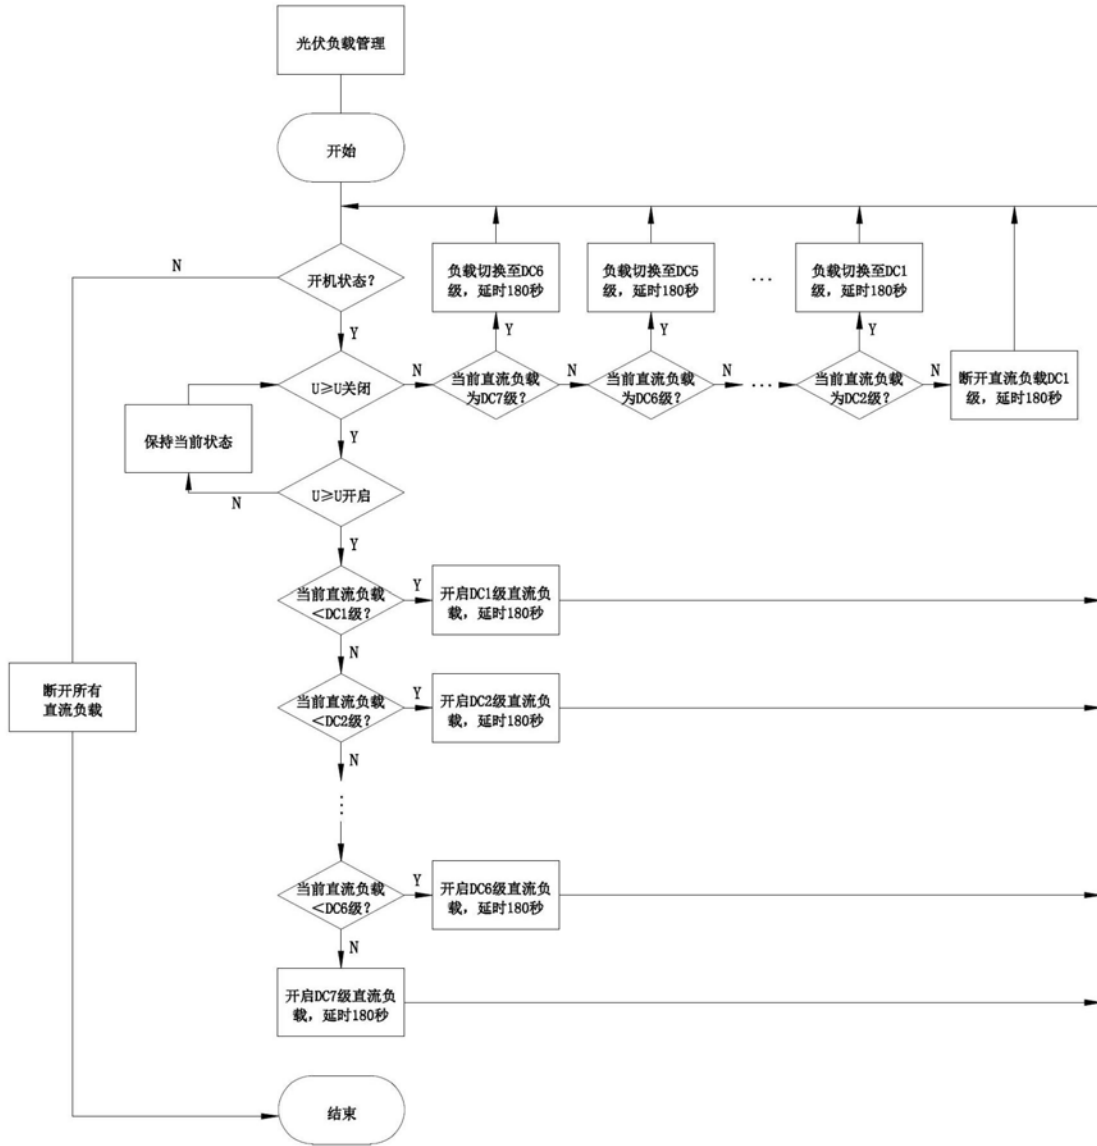 光伏负载管理
开始
N
开机状态？
负载切换至DC6
级，延时180秒
负载切换至DC5
级，延时180秒
...
负载切换至DC1
级，延时180秒
Y
Y
Y
Y
U≥U关闭
N
当前直流负载
为DC7级？
N
当前直流负载
为DC6级？
N
...
当前直流负载
为DC2级？
N
断开直流负载DC1
级，延时180秒
保持当前状态
Y
N
U≥U开启
Y
当前直流负载
<DC1级？
Y
开启DC1级直流负
载，延时180秒
N
断开所有
直流负载
当前直流负载
<DC2级？
Y
开启DC2级直流负
载，延时180秒
N
...
当前直流负载
<DC6级？
Y
开启DC6级直流负
载，延时180秒
N
开启DC7级直流负
载，延时180秒
结束